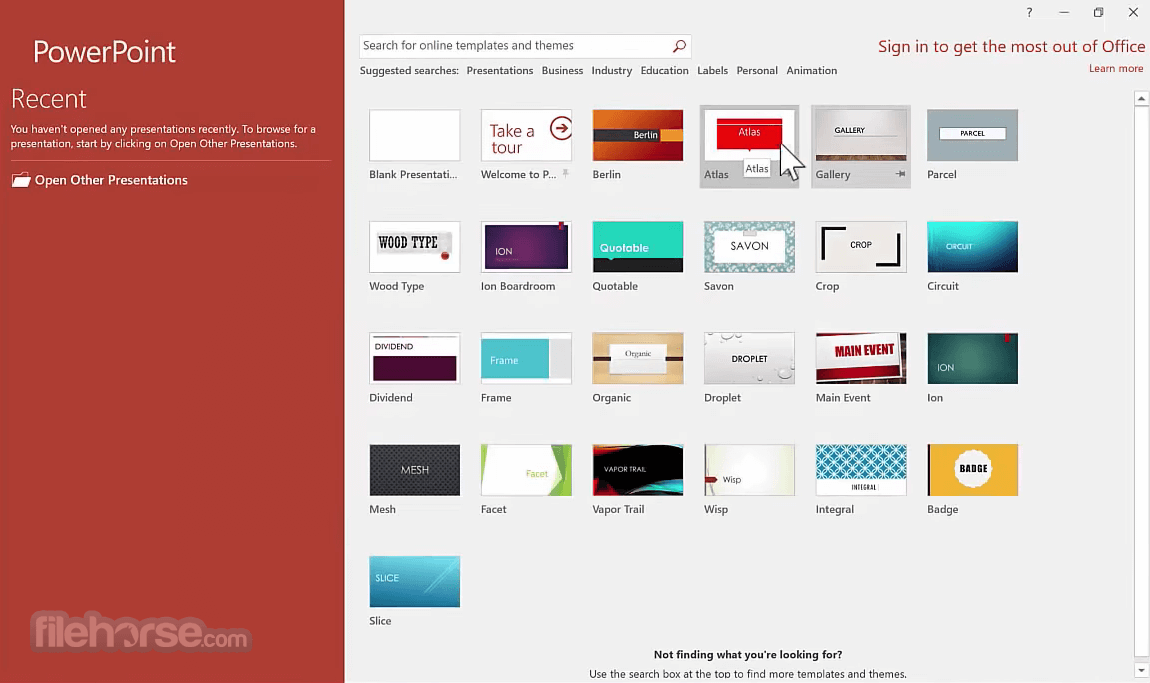 PowerPoint
Recent
You haven't opened any presentations recently. To browse for a
presentation, start by clicking on Open Other Presentations.
Open Other Presentations
filehorse.com
?
Search for online templates and themes
Sign in to get the most out of Office
Learn more
Suggested searches: Presentations Business Industry Education Labels Personal Animation
Take a
tour
Berlin
Atlas
GALLERY
PARCEL
Atlas
Blank Presentati...
Welcome to P...
Berlin
Atlas
Gallery
Parcel
WOOD TYPE
ION
Quotable
SAVON
CROP
CIRCUIT
Wood Type
Ion Boardroom
Quotable
Savon
Crop
Circuit
DIVIDEND
Frame
Organic
DROPLET
MAIN EVENT
ION
Dividend
Frame
Organic
Droplet
Main Event
Ion
MESH
Facet
VAPOR TRAIL
Wisp
INTEGRAL
BADGE
Mesh
Facet
Vapor Trail
Wisp
Integral
Badge
SLICE
Slice
Not finding what you're looking for?
Use the search box at the top to find more templates and themes.